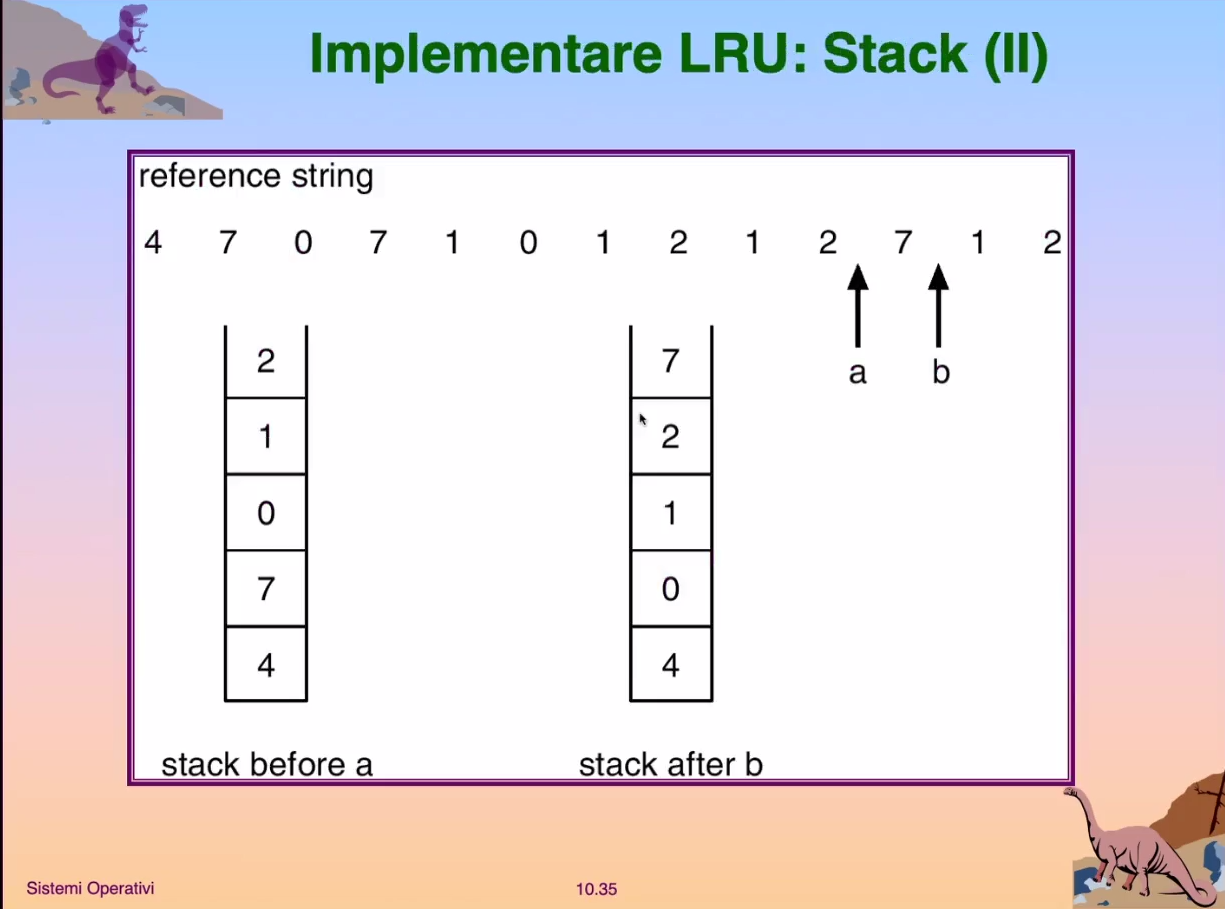 Implementare LRU: Stack (II)
reference string
4 7 0 7 1 0 1 2 1 2 7 1 2
a b
2 7
1 2
0 1
7 0
4 4
stack before a stack after b
Sistemi Operativi 10.35